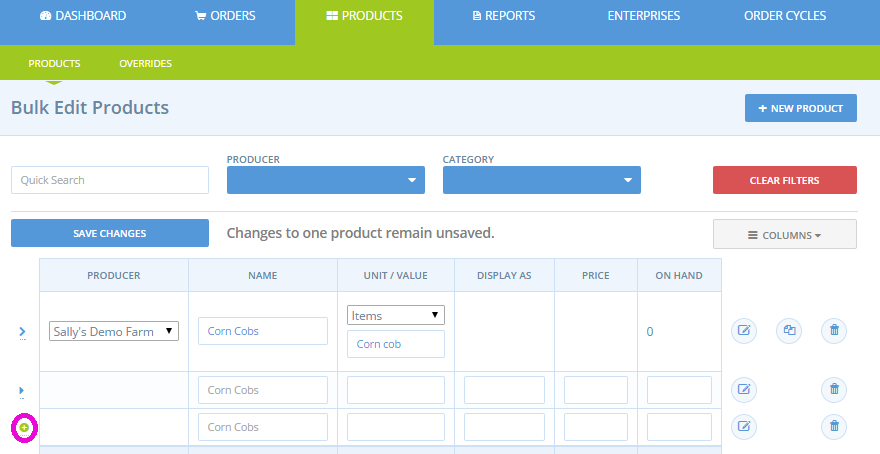 DASHBOARD ORDERS PRODUCTS REPORTS ENTERPRISES ORDER CYCLES
PRODUCTS OVERRIDES
Bulk Edit Products
+ NEW PRODUCT
PRODUCER CATEGORY
Quick Search
CLEAR FILTERS
SAVE CHANGES Changes to one product remain unsaved. COLUMNS
PRODUCER NAME UNIT / VALUE DISPLAY AS PRICE ON HAND
Items
Sally's Demo Farm Corn Cobs 0
Corn cob
Corn Cobs
Corn Cobs